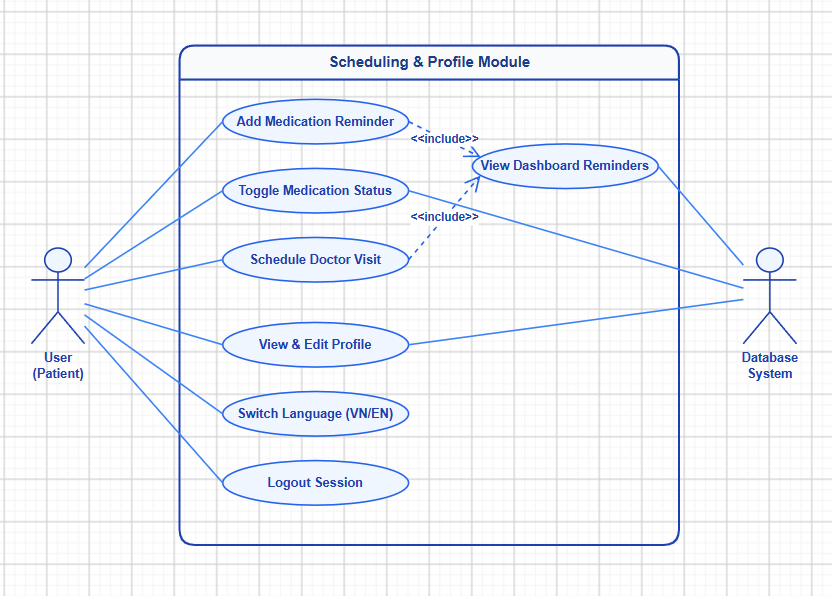 Scheduling & Profile Module
Add Medication Reminder
<<include>>
View Dashboard Reminders
Toggle Medication Status
<<include>>
Schedule Doctor Visit
User
(Patient)
Database
System
View & Edit Profile
Switch Language (VN/EN)
Logout Session